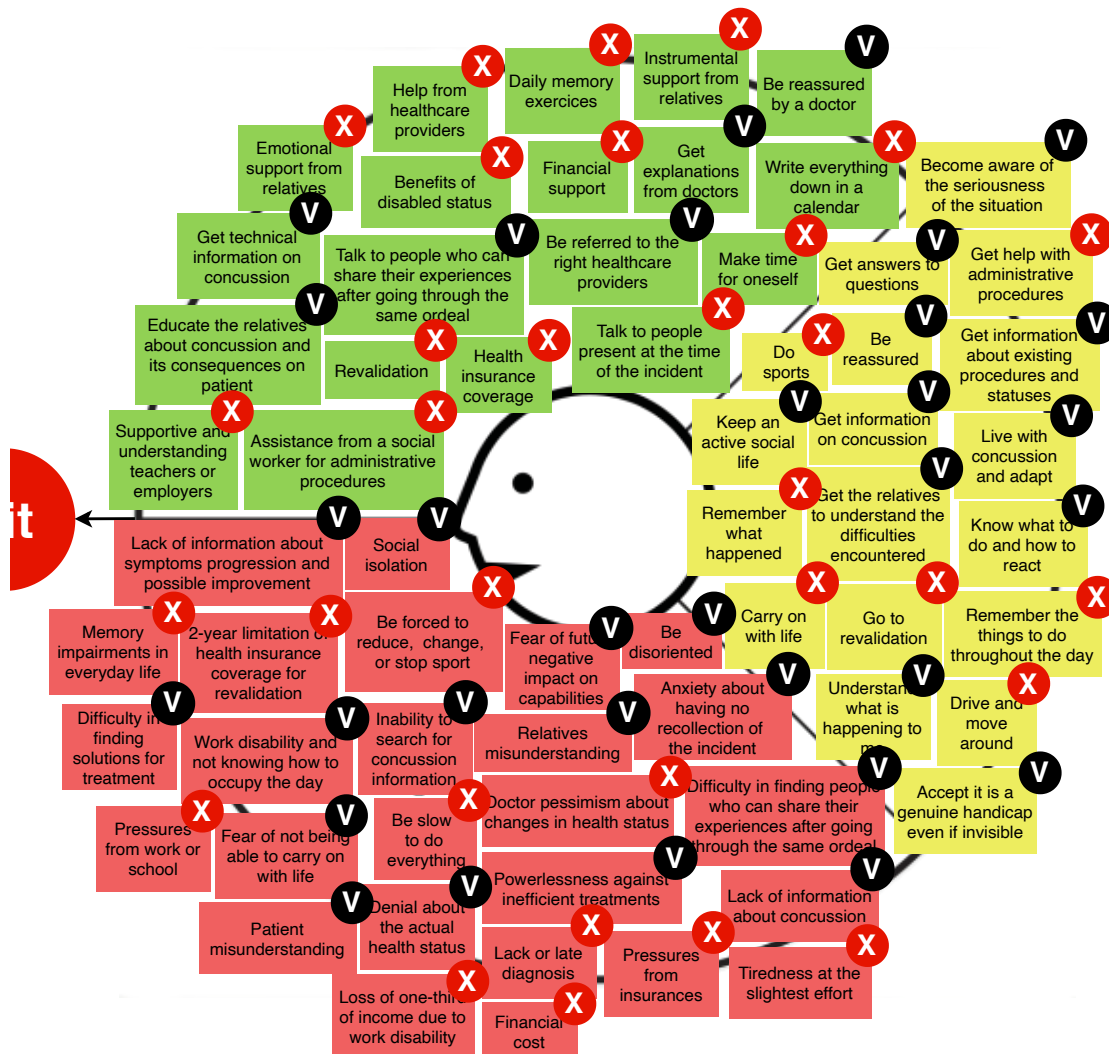 X
Instrumental
support from
relatives
V
Be reassured
by a doctor
X
Daily memory
exercices
X
Help from
healthcare
providers
X
Emotional
support from
relatives
X
Benefits of
disabled status
X
Financial
support
V
Get
explanations
from doctors
X
Write everything
down in a
calendar
V
Become aware of
the seriousness
of the situation
V
Get technical
information on
concussion
V
Talk to people who can
share their experiences
after going through the
same ordeal
V
Be referred to the
right healthcare
providers
X
Make time
for oneself
V
Get answers to
questions
X
Get help with
administrative
procedures
V
Educate the relatives
about concussion and
its consequences on
patient
X
Revalidation
X
Health
insurance
coverage
X
Talk to people
present at the time
of the incident
X
Do
sports
V
Be
reassured
V
Get information
about existing
procedures and
statuses
X
Supportive and
understanding
teachers or
employers
X
Assistance from a social
worker for administrative
procedures
V
Keep an
active social
life
V
Get information
on concussion
V
Live with
concussion
and adapt
it
X
Remember
what
happened
V
Get the relatives
to understand the
difficulties
encountered
V
Know what to
do and how to
react
V
Lack of information about
symptoms progression and
possible improvement
V
Social
isolation
X
Carry on
with life
X
Go to
revalidation
X
Remember the
things to do
throughout the day
X
Memory
impairments in
everyday life
X
2-year limitation of
health insurance
coverage for
revalidation
X
Be forced to
reduce, change,
or stop sport
V
Fear of future
negative
impact on
capabilities
V
Be
disoriented
V
Understand
what is
happening to
me
X
Drive and
move
around
V
Difficulty in
finding
solutions for
treatment
V
Work disability and
not knowing how to
occupy the day
V
Inability to
search for
concussion
information
V
Relatives
misunderstanding
V
Anxiety about
having no
recollection of
the incident
V
Accept it is a
genuine handicap
even if invisible
X
Pressures
from work or
school
V
Fear of not being
able to carry on
with life
X
Be slow
to do
everything
X
Doctor pessimism about
changes in health status
V
Difficulty in finding people
who can share their
experiences after going
through the same ordeal
V
Patient
misunderstanding
V
Denial about
the actual
health status
V
Powerlessness against
inefficient treatments
V
Lack of information
about concussion
X
Lack or late
diagnosis
X
Pressures
from
insurances
X
Tiredness at the
slightest effort
X
Loss of one-third
of income due to
work disability
X
Financial
cost